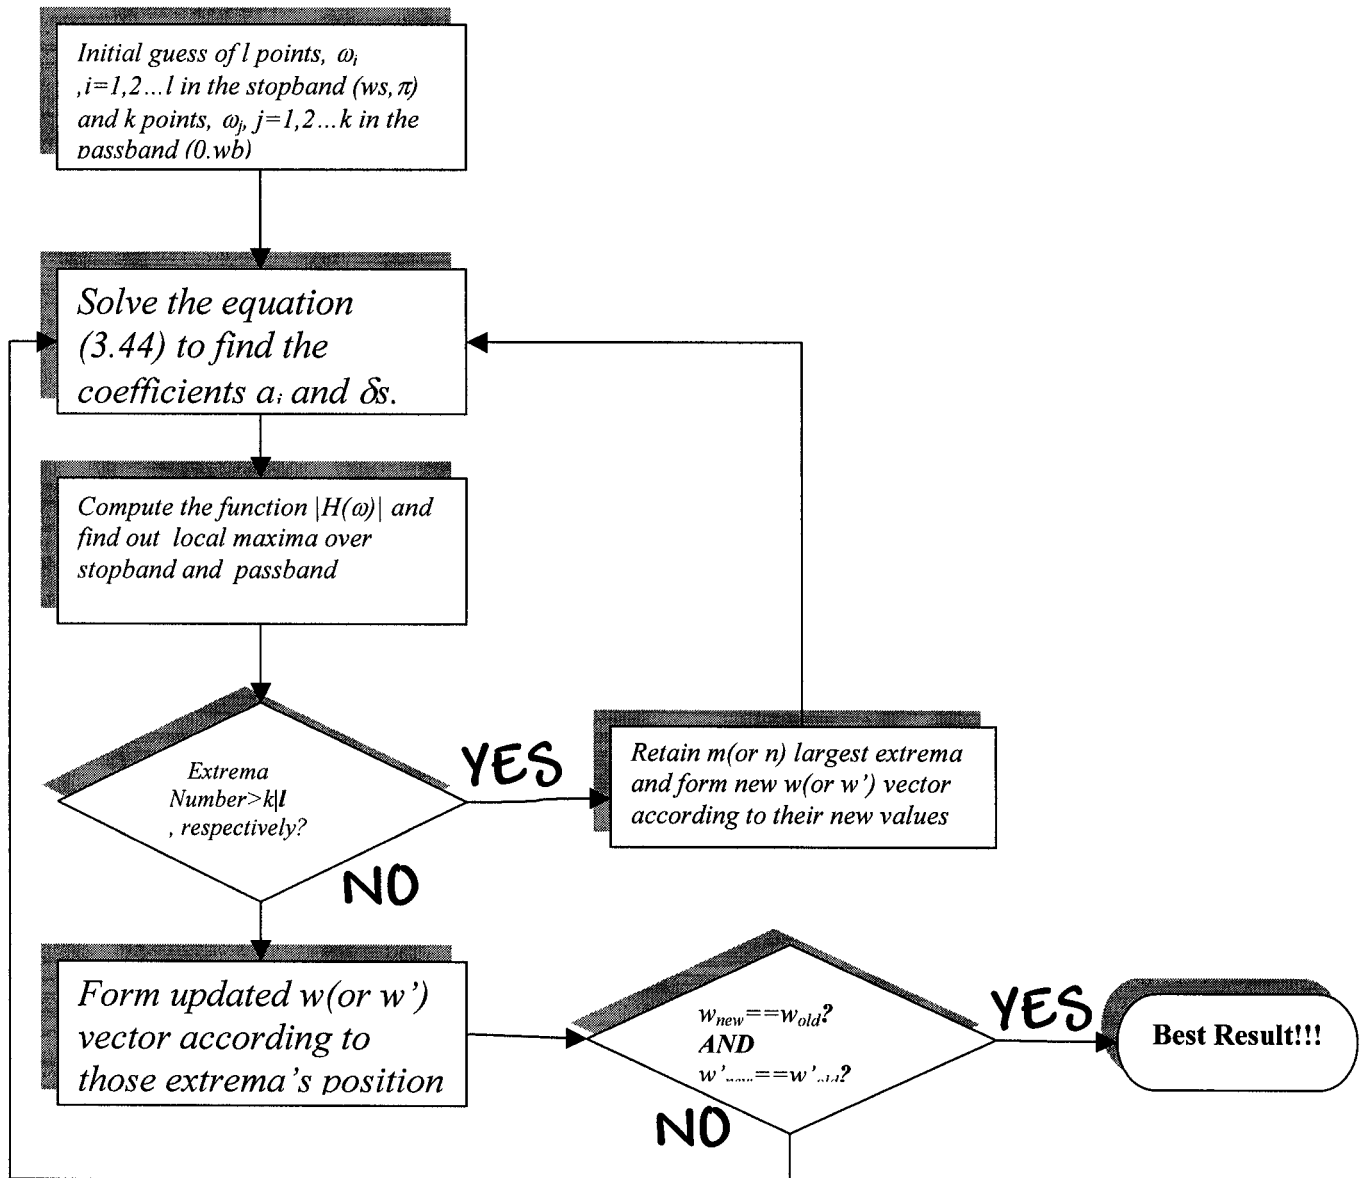 Initial guess of l points, ωi
,i=1,2...l in the stopband (ws,π)
and k points, ωj, j=1,2...k in the
passband (0,wb)
Solve the equation
(3.44) to find the
coefficients ai and δs.
Compute the function |H(ω)| and
find out local maxima over
stopband and passband
Extrema
Number>k|l
, respectively?
YES
Retain m(or n) largest extrema
and form new w(or w') vector
according to their new values
NO
Form updated w(or w')
vector according to
those extrema's position
wnew==wold?
AND
w'new==w'old?
YES
Best Result!!!
NO